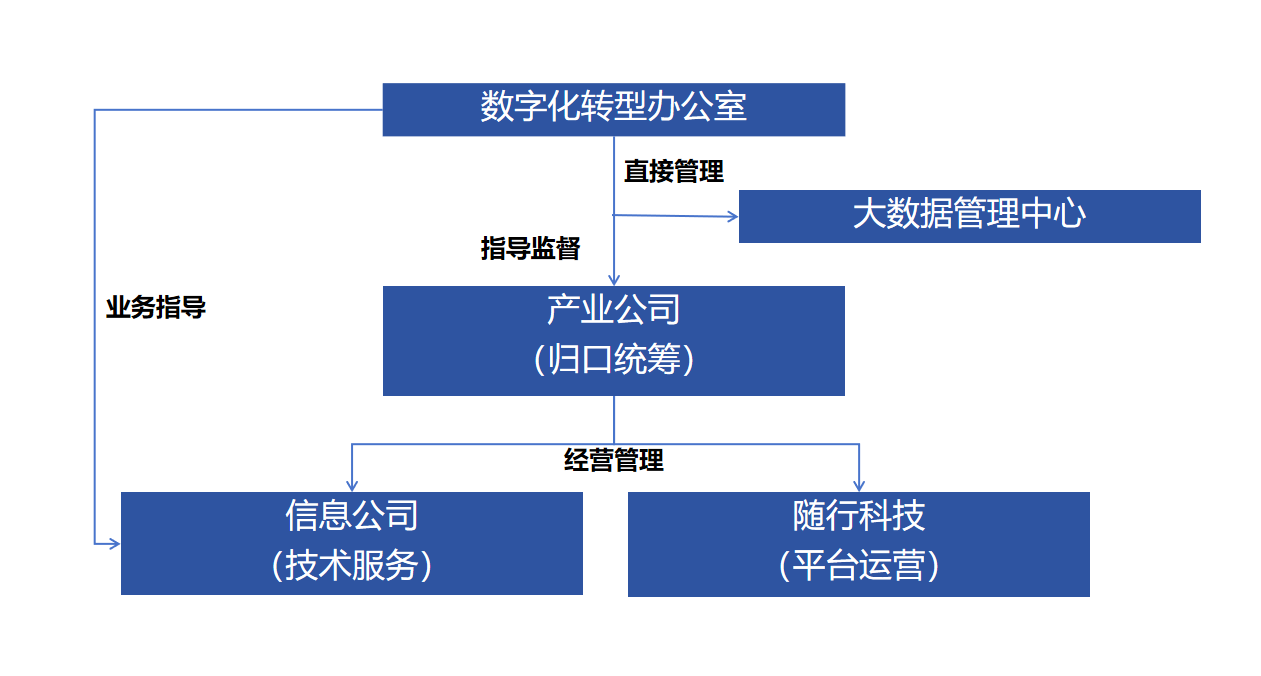 数字化转型办公室
直接管理
大数据管理中心
指导监督
产业公司
（归口统筹）
业务指导
经营管理
信息公司
（技术服务）
随行科技
（平台运营）